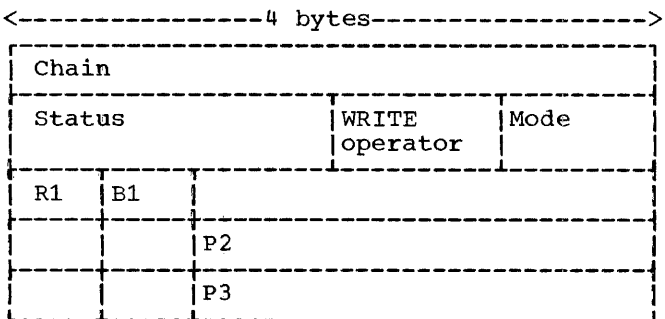 <------------------4 bytes------------------>
Chain
Status WRITE operator Mode
R1 B1
P2
P3